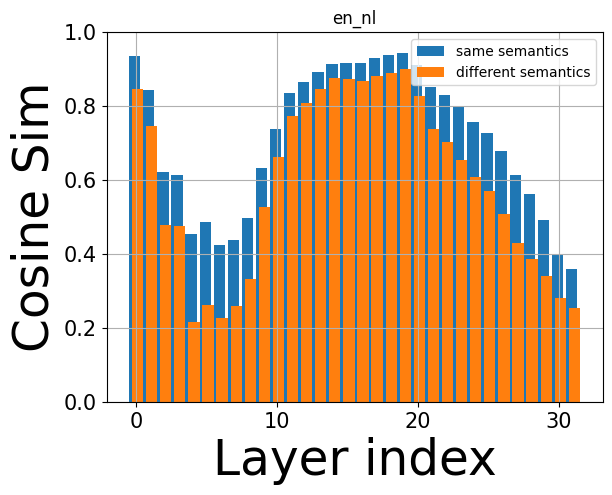 en_nl
same semantics
different semantics
Cosine Sim
1.0
0.8
0.6
0.4
0.2
0.0
0 10 20 30
Layer index